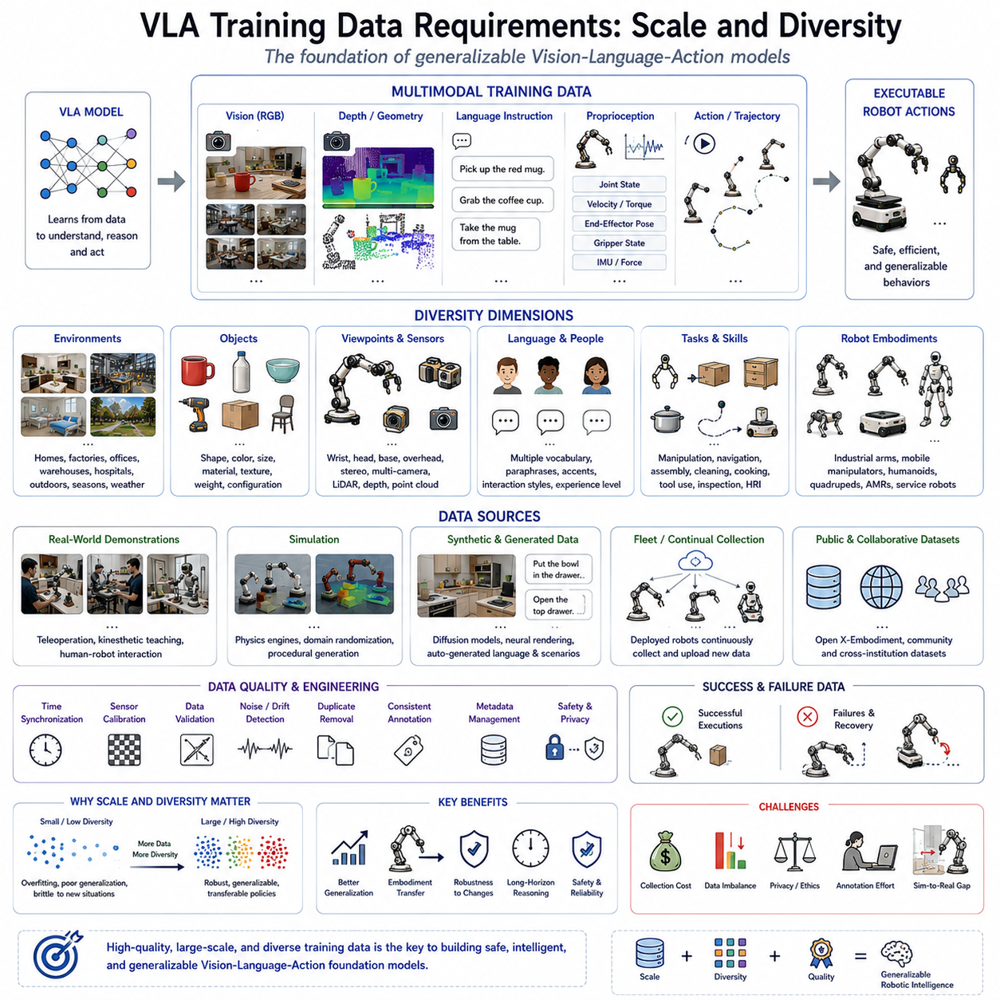 VLA Training Data Requirements: Scale and Diversity
The foundation of generalizable Vision-Language-Action models
VLA MODEL
Learns from data
to understand, reason
and act
MULTIMODAL TRAINING DATA
Vision (RGB)
...
Depth / Geometry
...
Language Instruction
Pick up the red mug.
Grab the coffee cup.
Take the mug
from the table.
...
Proprioception
Joint State
Velocity / Torque
End-Effector Pose
Gripper State
IMU / Force
...
Action / Trajectory
...
EXECUTABLE
ROBOT ACTIONS
...
Safe, efficient,
and generalizable
behaviors
DIVERSITY DIMENSIONS
Environments
...
Homes, factories, offices,
warehouses, hospitals,
outdoors, seasons, weather
Objects
...
Shape, color, size,
material, texture,
weight, configuration
Viewpoints & Sensors
...
Wrist, head, base, overhead,
stereo, multi-camera,
LiDAR, depth, point cloud
Language & People
...
Multiple vocabulary,
paraphrases, accents,
interaction styles, experience level
Tasks & Skills
...
Manipulation, navigation,
assembly, cleaning, cooking,
tool use, inspection, HRI
Robot Embodiments
...
Industrial arms, mobile
manipulators, humanoids,
quadrupeds, AMRs, service robots
DATA SOURCES
Real-World Demonstrations
...
Teleoperation, kinesthetic teaching,
human-robot interaction
Simulation
...
Physics engines, domain randomization,
procedural generation
Synthetic & Generated Data
Put the bowl
in the drawer..
Open the
top drawer.
...
Diffusion models, neural rendering,
auto-generated language & scenarios
Fleet / Continual Collection
...
Deployed robots continuously
collect and upload new data
Public & Collaborative Datasets
...
Open X-Embodiment, community
and cross-institution datasets
DATA QUALITY & ENGINEERING
Time
Synchronization
Sensor
Calibration
Data
Validation
Noise / Drift
Detection
Duplicate
Removal
Consistent
Annotation
Metadata
Management
Safety &
Privacy
SUCCESS & FAILURE DATA
Successful
Executions
Failures &
Recovery
WHY SCALE AND DIVERSITY MATTER
Small / Low Diversity
Overfitting, poor generalization,
brittle to new situations
More Data
More Diversity
Large / High Diversity
Robust, generalizable,
transferable policies
KEY BENEFITS
Better
Generalization
Embodiment
Transfer
Robustness
to Changes
Long-Horizon
Reasoning
Safety &
Reliability
CHALLENGES
$
Collection Cost
Data Imbalance
Privacy / Ethics
Annotation Effort
Sim-to-Real Gap
High-quality, large-scale, and diverse training data is the key to building safe, intelligent,
and generalizable Vision-Language-Action foundation models.
Scale
+
Diversity
+
Quality
=
Generalizable
Robotic Intelligence